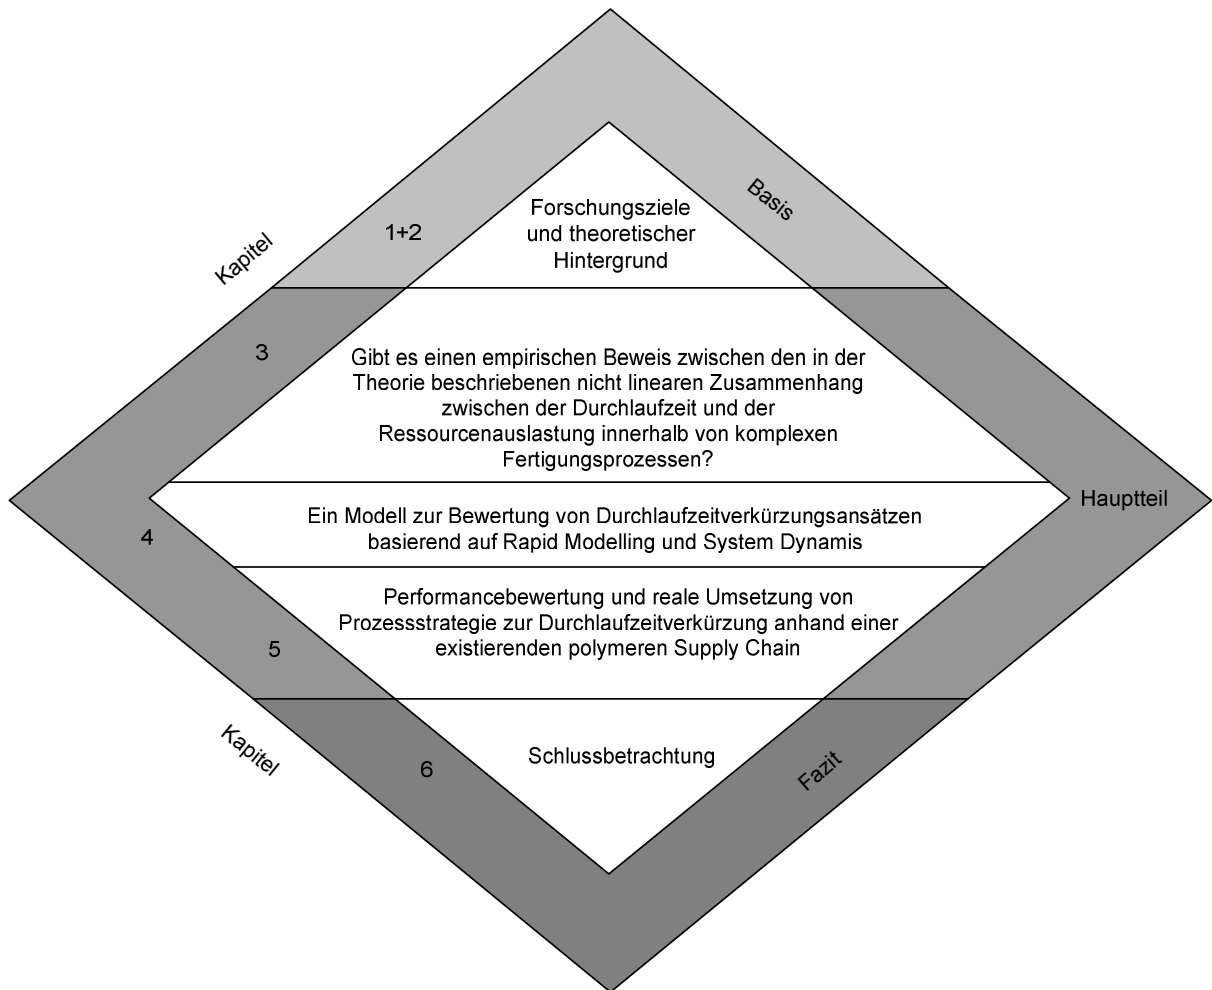 Basis
Forschungsziele
und theoretischer
Hintergrund
1+2
Kapitel
3
Gibt es einen empirischen Beweis zwischen den in der
Theorie beschriebenen nicht linearen Zusammenhang
zwischen der Durchlaufzeit und der
Ressourcenauslastung innerhalb von komplexen
Fertigungsprozessen?
Hauptteil
4
Ein Modell zur Bewertung von Durchlaufzeitverkürzungsansätzen
basierend auf Rapid Modelling und System Dynamis
5
Performancebewertung und reale Umsetzung von
Prozessstrategie zur Durchlaufzeitverkürzung anhand einer
existierenden polymeren Supply Chain
Kapitel
6
Schlussbetrachtung
Fazit